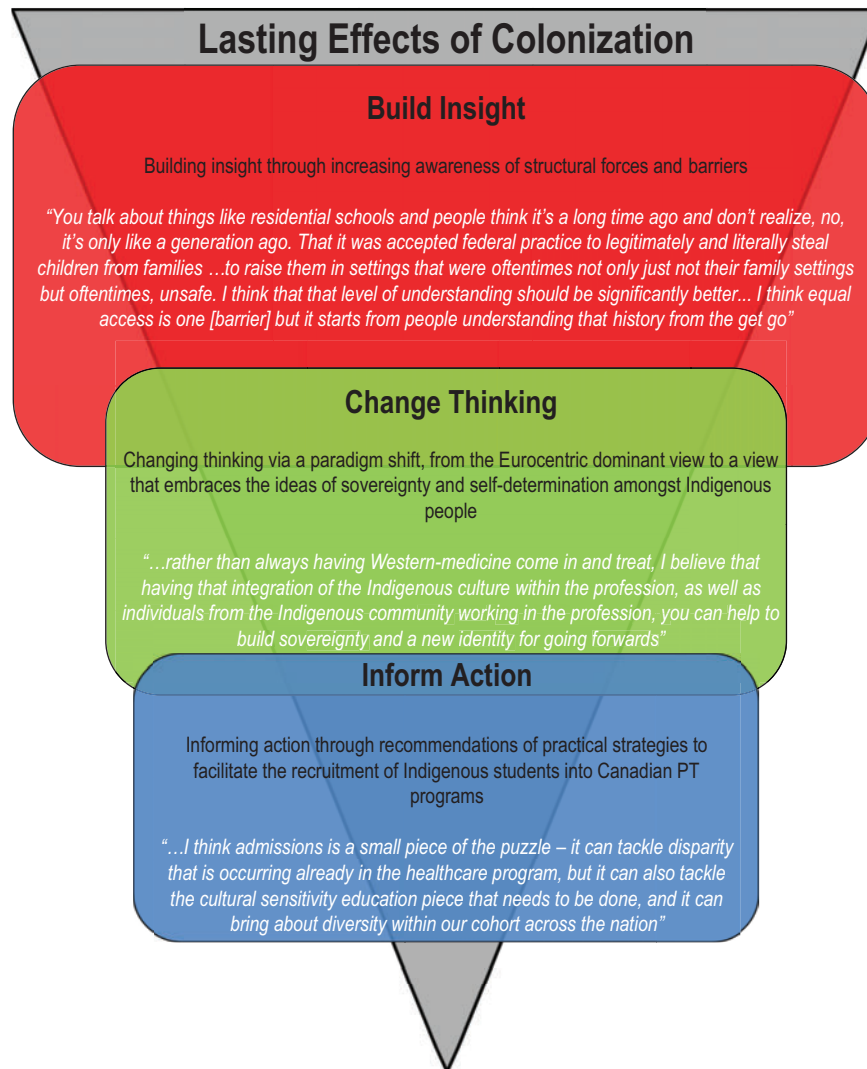 Lasting Effects of Colonization
Build Insight
Building insight through increasing awareness of structural forces and barriers
“You talk about things like residential schools and people think it’s a long time ago and don’t realize, no,
it’s only like a generation ago. That it was accepted federal practice to legitimately and literally steal
children from families …to raise them in settings that were oftentimes not only just not their family settings
but oftentimes, unsafe. I think that that level of understanding should be significantly better... I think equal
access is one [barrier] but it starts from people understanding that history from the get go”
Change Thinking
Changing thinking via a paradigm shift, from the Eurocentric dominant view to a view
that embraces the ideas of sovereignty and self-determination amongst Indigenous
people
“…rather than always having Western-medicine come in and treat, I believe that
having that integration of the Indigenous culture within the profession, as well as
individuals from the Indigenous community working in the profession, you can help to
build sovereignty and a new identity for going forwards”
Inform Action
Informing action through recommendations of practical strategies to
facilitate the recruitment of Indigenous students into Canadian PT
programs
“…I think admissions is a small piece of the puzzle – it can tackle disparity
that is occurring already in the healthcare program, but it can also tackle
the cultural sensitivity education piece that needs to be done, and it can
bring about diversity within our cohort across the nation”